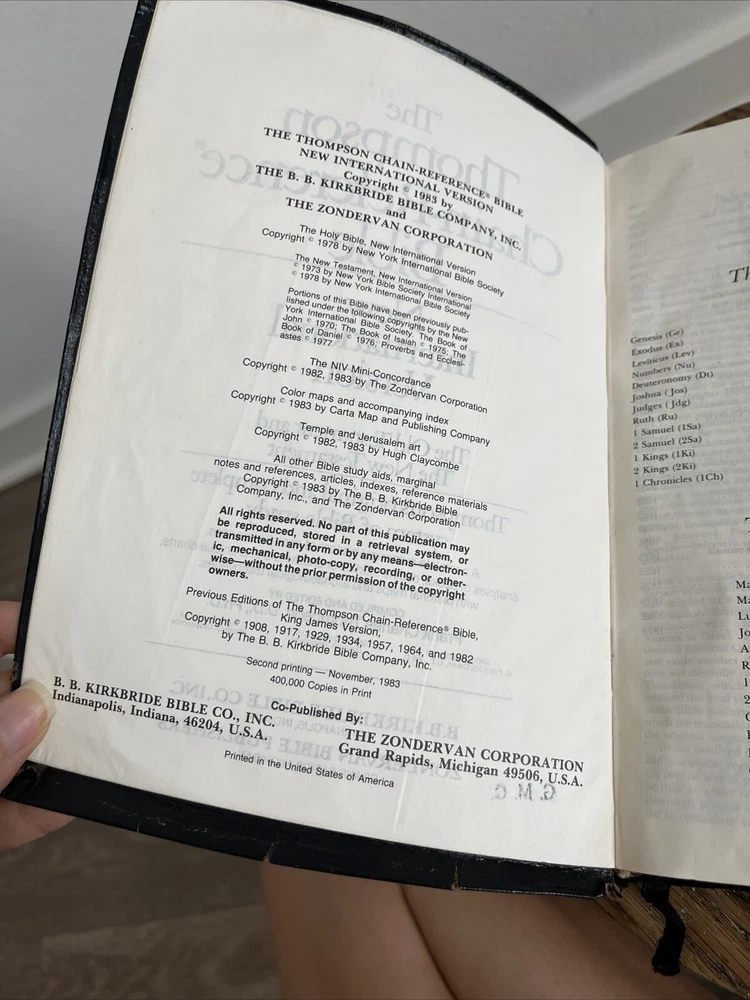 THE THOMPSON CHAIN-REFERENCE® BIBLE
NEW INTERNATIONAL VERSION
Copyright © 1983 by
THE B. B. KIRKBRIDE BIBLE COMPANY, INC.
and
THE ZONDERVAN CORPORATION
The Holy Bible, New International Version
Copyright © 1978 by New York International Bible Society
The New Testament, New International Version
© 1973 by New York Bible Society International
© 1978 by New York International Bible Society
Portions of this Bible have been previously pub-
lished under the following copyrights by the New
York International Bible Society. The Book of
John © 1970; The Book of Isaiah © 1975; The
Book of Daniel © 1976; Proverbs and Ecclesi-
astes © 1977
The NIV Mini-Concordance
Copyright © 1982, 1983 by The Zondervan Corporation
Color maps and accompanying index
Copyright © 1983 by Carta Map and Publishing Company
Temple and Jerusalem art
Copyright © 1982, 1983 by Hugh Claycombe
All other Bible study aids, marginal
notes and references, articles, indexes, reference materials
Copyright © 1983 by The B. B. Kirkbride Bible
Company, Inc., and The Zondervan Corporation
All rights reserved. No part of this publication may
be reproduced, stored in a retrieval system, or
transmitted in any form or by any means—electron-
ic, mechanical, photo-copy, recording, or other-
wise—without the prior permission of the copyright
owners.
Previous Editions of The Thompson Chain-Reference® Bible,
King James Version,
Copyright © 1908, 1917, 1929, 1934, 1957, 1964, and 1982
by The B. B. Kirkbride Bible Company, Inc.
Second printing — November, 1983
400,000 Copies in Print
Co-Published By:
B. B. KIRKBRIDE BIBLE CO., INC.
Indianapolis, Indiana, 46204, U.S.A.
THE ZONDERVAN CORPORATION
Grand Rapids, Michigan 49506, U.S.A.
Printed in the United States of America
Genesis (Ge)
Exodus (Ex)
Leviticus (Lev)
Numbers (Nu)
Deuteronomy (Dt)
Joshua (Jos)
Judges (Jdg)
Ruth (Ru)
1 Samuel (1Sa)
2 Samuel (2Sa)
1 Kings (1Ki)
2 Kings (2Ki)
1 Chronicles (1Ch)